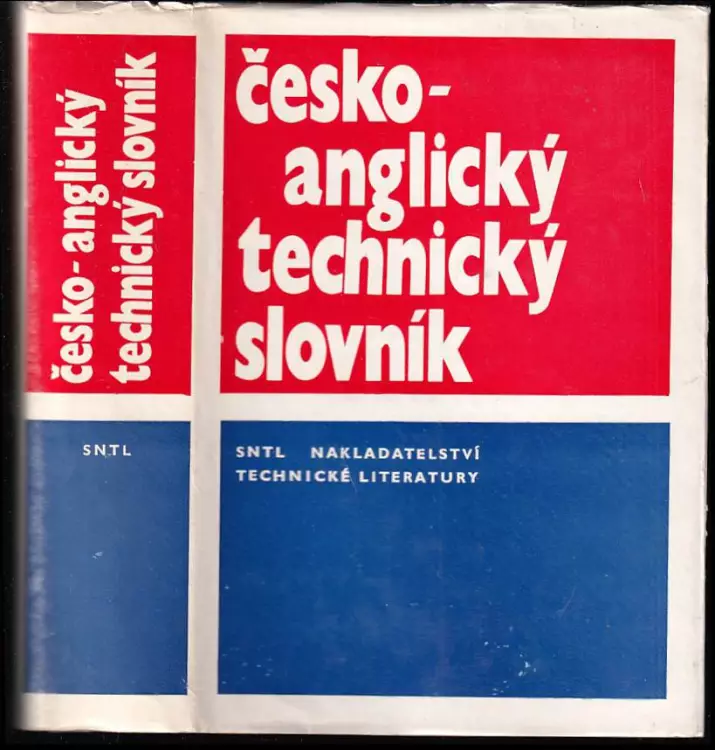 česko-anglický
technický slovník
SNTL
česko-
anglický
technický
slovník
SNTL NAKLADATELSTVÍ
TECHNICKÉ LITERATURY